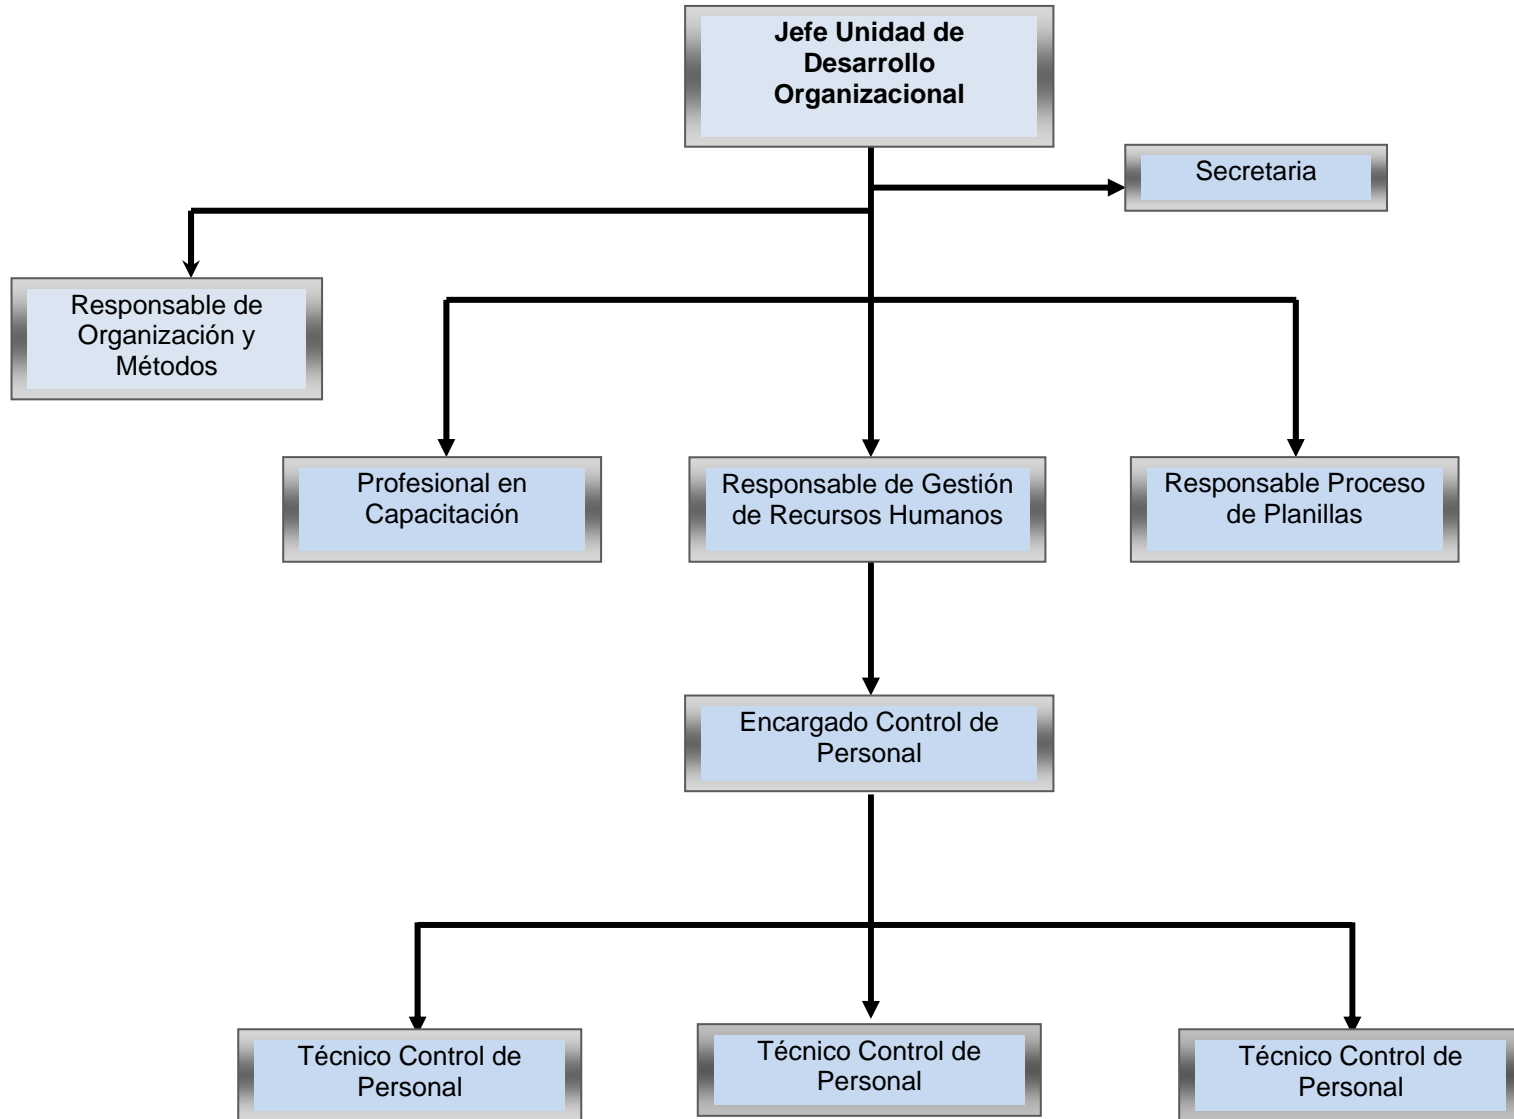 Jefe Unidad de
Desarrollo
Organizacional
Secretaria
Responsable de
Organización y
Métodos
Profesional en
Capacitación
Responsable de Gestión
de Recursos Humanos
Responsable Proceso
de Planillas
Encargado Control de
Personal
Técnico Control de
Personal
Técnico Control de
Personal
Técnico Control de
Personal